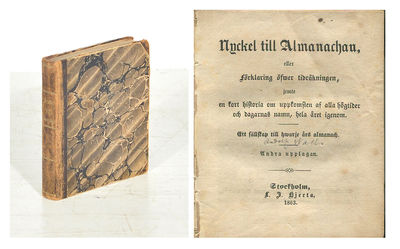 Nyckel till Almanachan,
eller
Förklaring öfwer tidräkningen,
jemte
en kort historia om uppkomsten af alla högtider
och dagarnas namn, hela året igenom.
Ett sällskap till hwarje års almanach.
Andra upplagan.
Stockholm,
L. J. Hjerta.
1863.